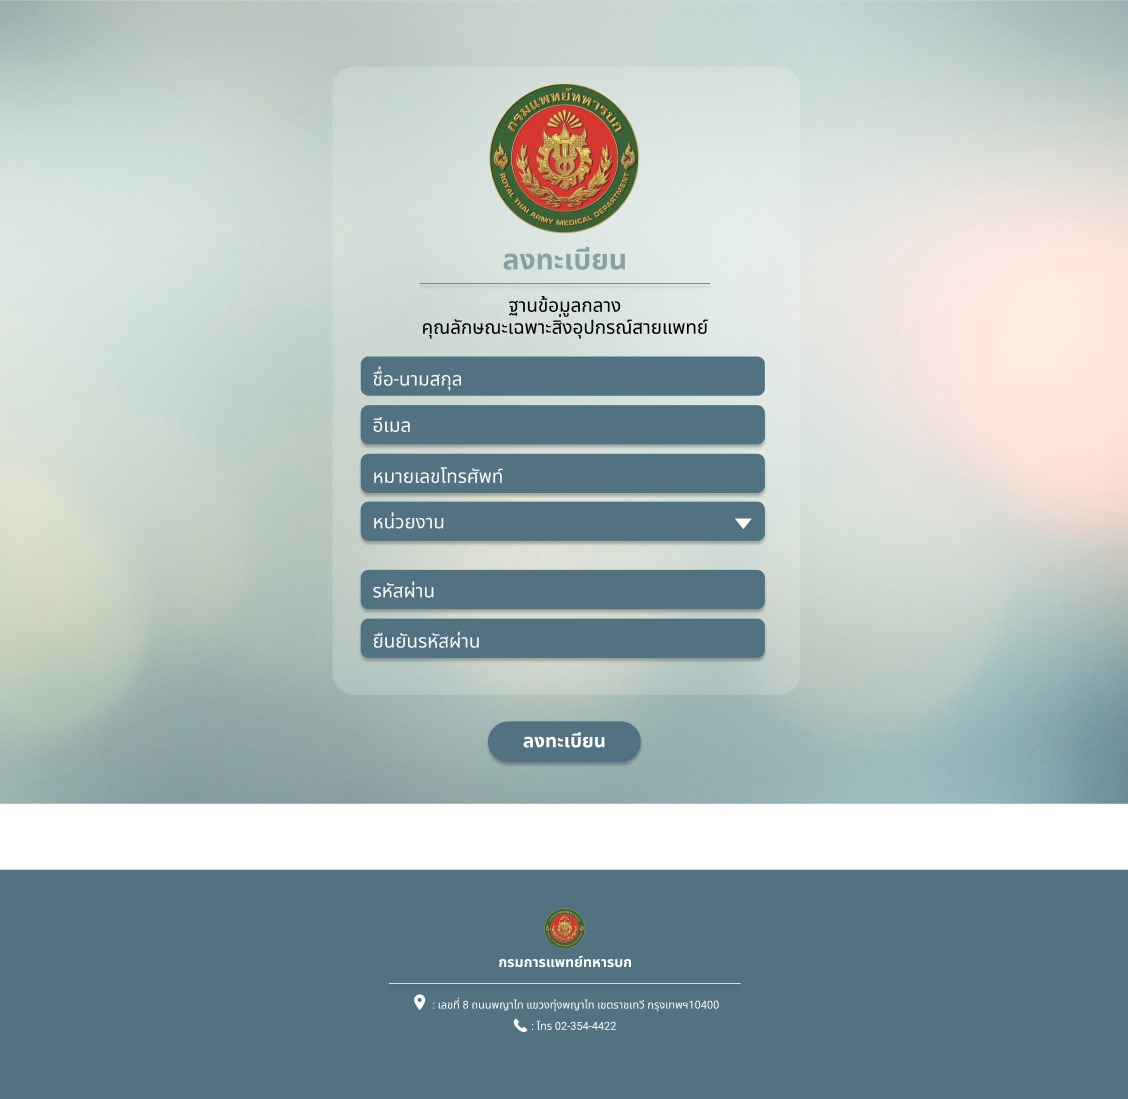 กรมแพทย์ทหารบก
ROYAL THAI ARMY MEDICAL DEPARTMENT
ลงทะเบียน
ฐานข้อมูลกลาง
คุณลักษณะเฉพาะสิ่งอุปกรณ์สายแพทย์
ชื่อ-นามสกุล
อีเมล
หมายเลขโทรศัพท์
หน่วยงาน
รหัสผ่าน
ยืนยันรหัสผ่าน
ลงทะเบียน
กรมการแพทย์ทหารบก
: เลขที่ 8 ถนนพญาไท แขวงทุ่งพญาไท เขตราชเทวี กรุงเทพฯ10400
: โทร 02-354-4422